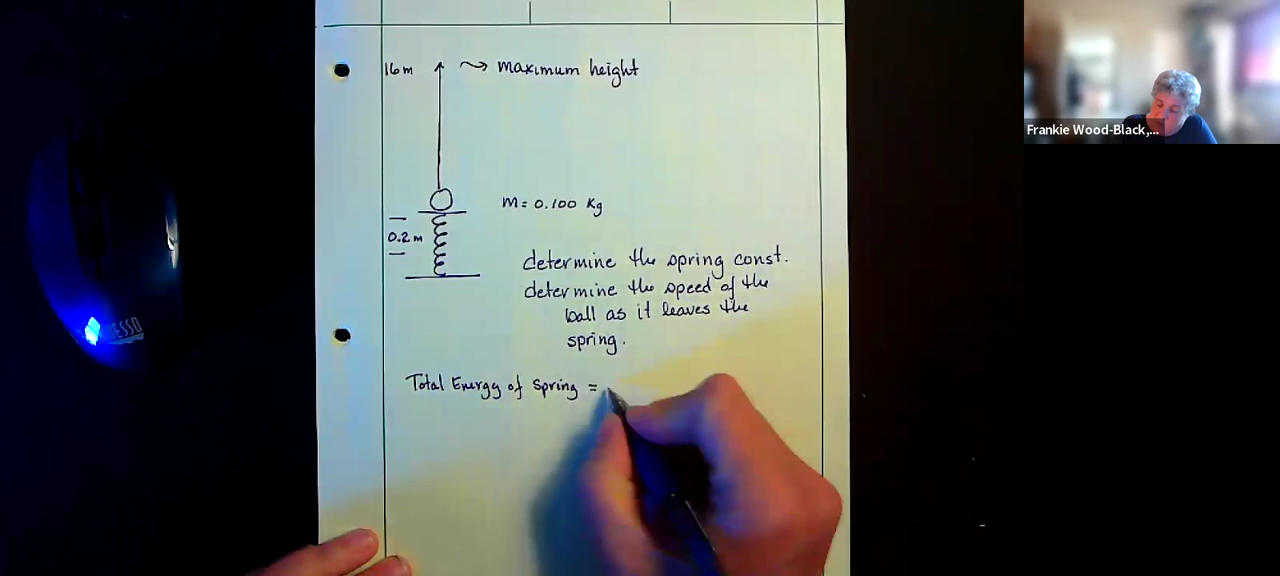 16m ~> maximum height
m = 0.100 Kg
0.2 m
determine the spring const.
determine the speed of the
ball as it leaves the
spring.
Total Energy of Spring =
Frankie Wood-Black,...